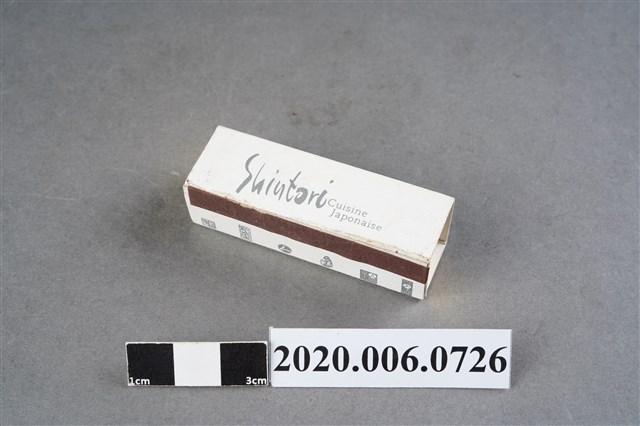 Shintori
Cuisine
Japonaise
1cm
3cm
2020.006.0726